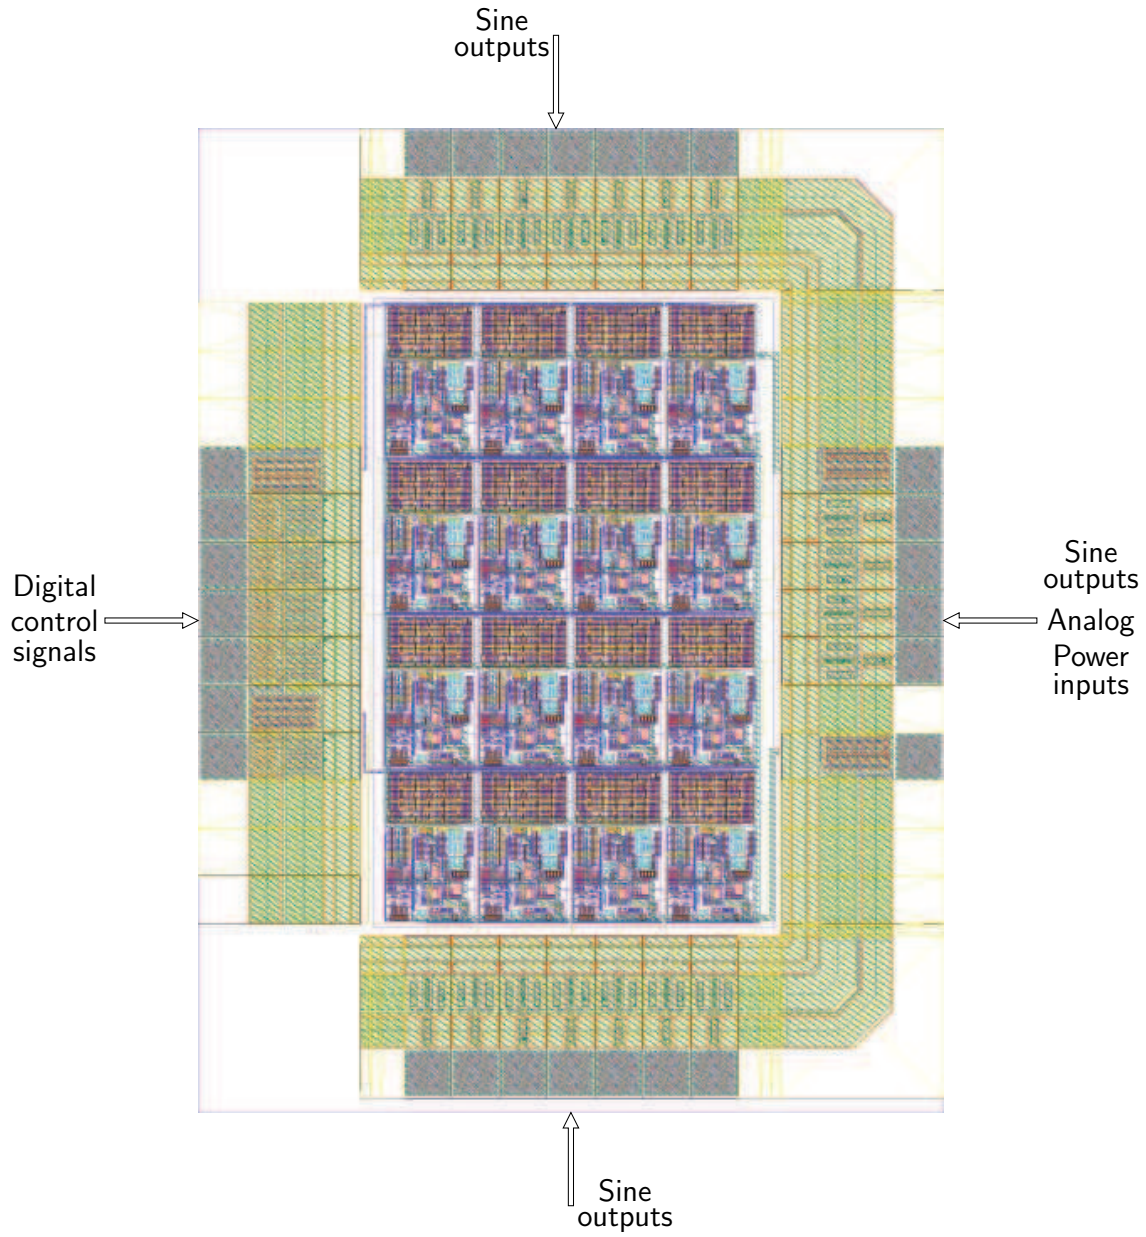 Sine
outputs
Digital
control
signals
Sine
outputs
Analog
Power
inputs
Sine
outputs